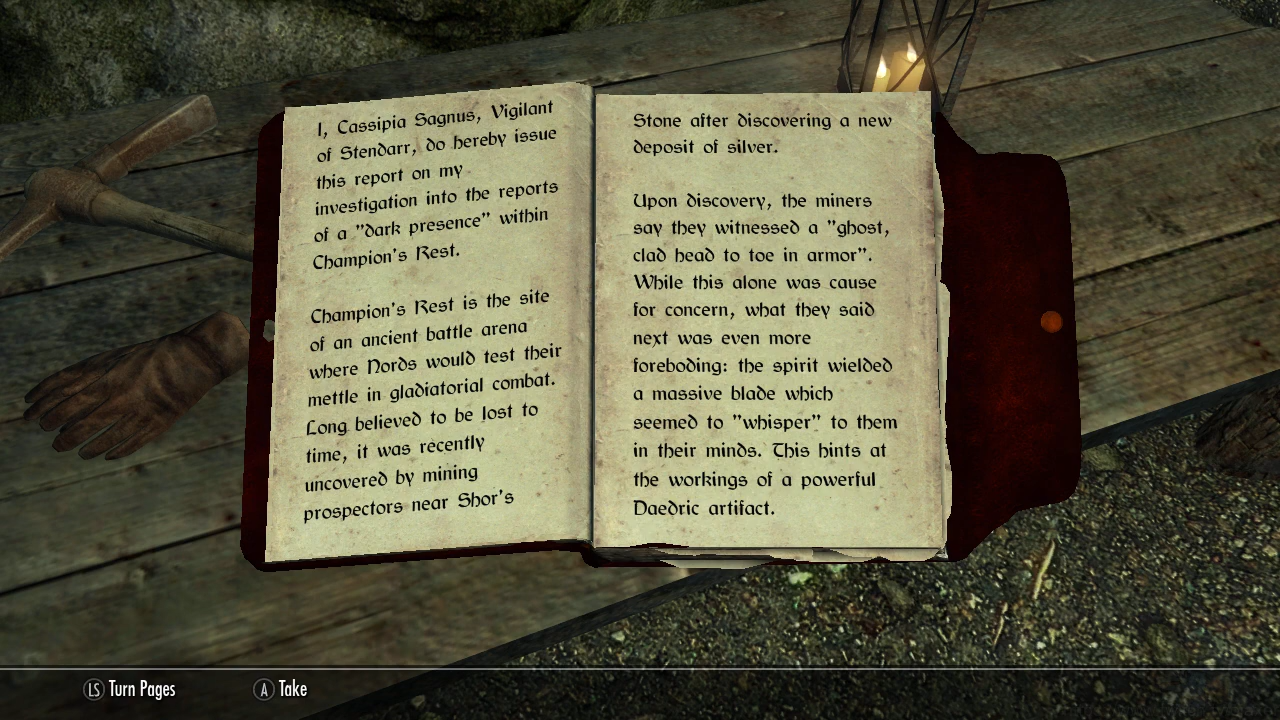 I, Cassipia Sagnus, Vigilant
of Stendarr, do hereby issue
this report on my
investigation into the reports
of a "dark presence" within
Champion's Rest.
Champion's Rest is the site
of an ancient battle arena
where Nords would test their
mettle in gladiatorial combat.
Long believed to be lost to
time, it was recently
uncovered by mining
prospectors near Shor's
Stone after discovering a new
deposit of silver.
Upon discovery, the miners
say they witnessed a "ghost,
clad head to toe in armor".
While this alone was cause
for concern, what they said
next was even more
foreboding: the spirit wielded
a massive blade which
seemed to "whisper" to them
in their minds. This hints at
the workings of a powerful
Daedric artifact.
LS Turn Pages
A Take